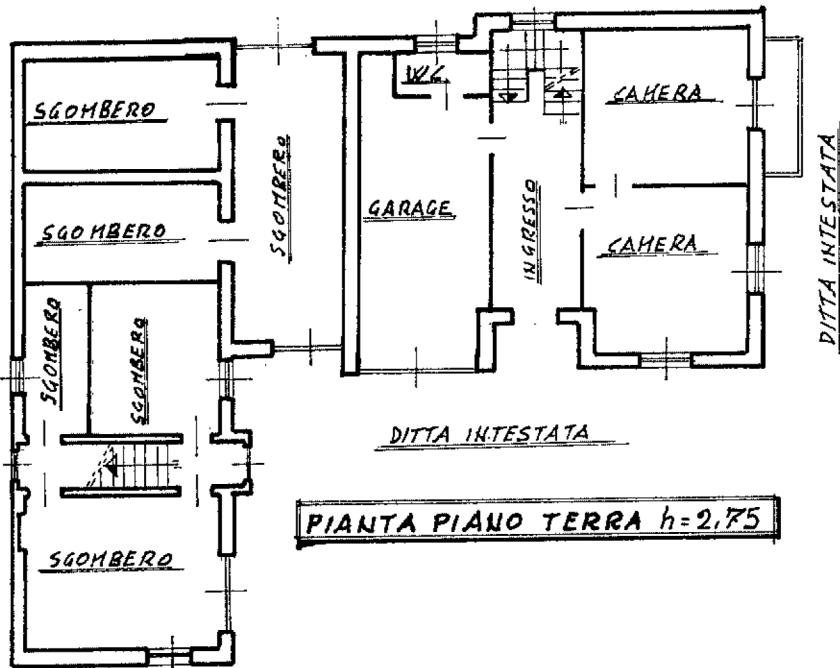 SGOMBERO
W.C.
CAMERA
SGOMBERO
GARAGE
INGRESSO
SGOMBERO
CAMERA
DITTA INTESTATA
SGOMBERO
SGOMBERO
DITTA INTESTATA
PIANTA PIANO TERRA h=2,75
SGOMBERO